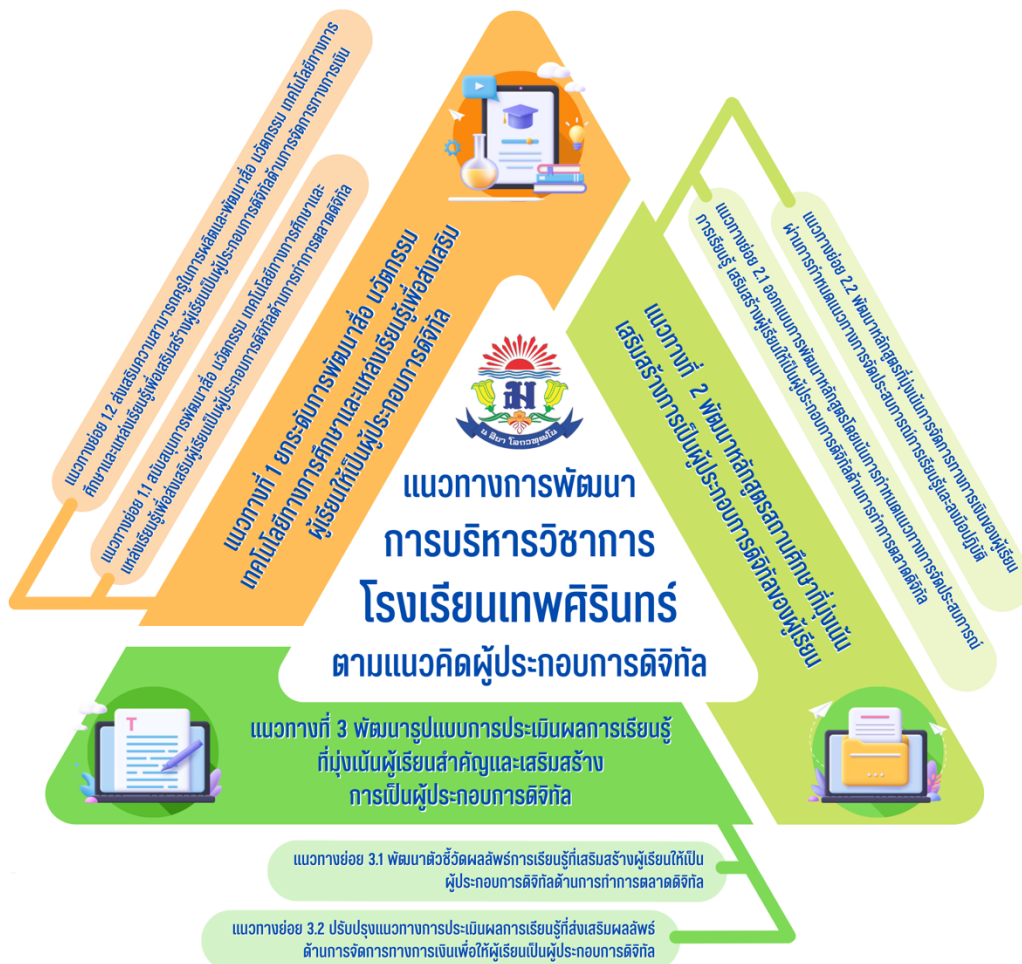 แนวทางการพัฒนา
การบริหารวิชาการ
โรงเรียนเทพศิรินทร์
ตามแนวคิดผู้ประกอบการดิจิทัล
น สิยา โลกวฑฺฒโน
แนวทางที่ 1 ยกระดับการพัฒนาสื่อ นวัตกรรม
เทคโนโลยีทางการศึกษาและแหล่งเรียนรู้เพื่อส่งเสริม
ผู้เรียนให้เป็นผู้ประกอบการดิจิทัล
แนวทางย่อย 1.1 สนับสนุนการพัฒนาสื่อ นวัตกรรม เทคโนโลยีทางการศึกษาและ
แหล่งเรียนรู้เพื่อส่งเสริมผู้เรียนเป็นผู้ประกอบการดิจิทัลด้านการทำการตลาดดิจิทัล
แนวทางย่อย 1.2 ส่งเสริมความสามารถครูในการผลิตและพัฒนาสื่อ นวัตกรรม เทคโนโลยีทางการ
ศึกษาและแหล่งเรียนรู้เพื่อเสริมสร้างผู้เรียนเป็นผู้ประกอบการดิจิทัลด้านการจัดการทางการเงิน
แนวทางที่ 2 พัฒนาหลักสูตรสถานศึกษาที่มุ่งเน้น
เสริมสร้างการเป็นผู้ประกอบการดิจิทัลของผู้เรียน
แนวทางย่อย 2.1 ออกแบบการพัฒนาหลักสูตรโดยเน้นการกำหนดแนวทางการจัดประสบการณ์
การเรียนรู้ เสริมสร้างผู้เรียนให้เป็นผู้ประกอบการดิจิทัลด้านการทำการตลาดดิจิทัล
แนวทางย่อย 2.2 พัฒนาหลักสูตรที่มุ่งเน้นการจัดการทางการเงินของผู้เรียน
ผ่านการกำหนดแนวทางการจัดประสบการณ์การเรียนรู้และลงมือปฏิบัติ
แนวทางที่ 3 พัฒนารูปแบบการประเมินผลการเรียนรู้
ที่มุ่งเน้นผู้เรียนสำคัญและเสริมสร้าง
การเป็นผู้ประกอบการดิจิทัล
แนวทางย่อย 3.1 พัฒนาตัวชี้วัดผลลัพธ์การเรียนรู้ที่เสริมสร้างผู้เรียนให้เป็น
ผู้ประกอบการดิจิทัลด้านการทำการตลาดดิจิทัล
แนวทางย่อย 3.2 ปรับปรุงแนวทางการประเมินผลการเรียนรู้ที่ส่งเสริมผลลัพธ์
ด้านการจัดการทางการเงินเพื่อให้ผู้เรียนเป็นผู้ประกอบการดิจิทัล